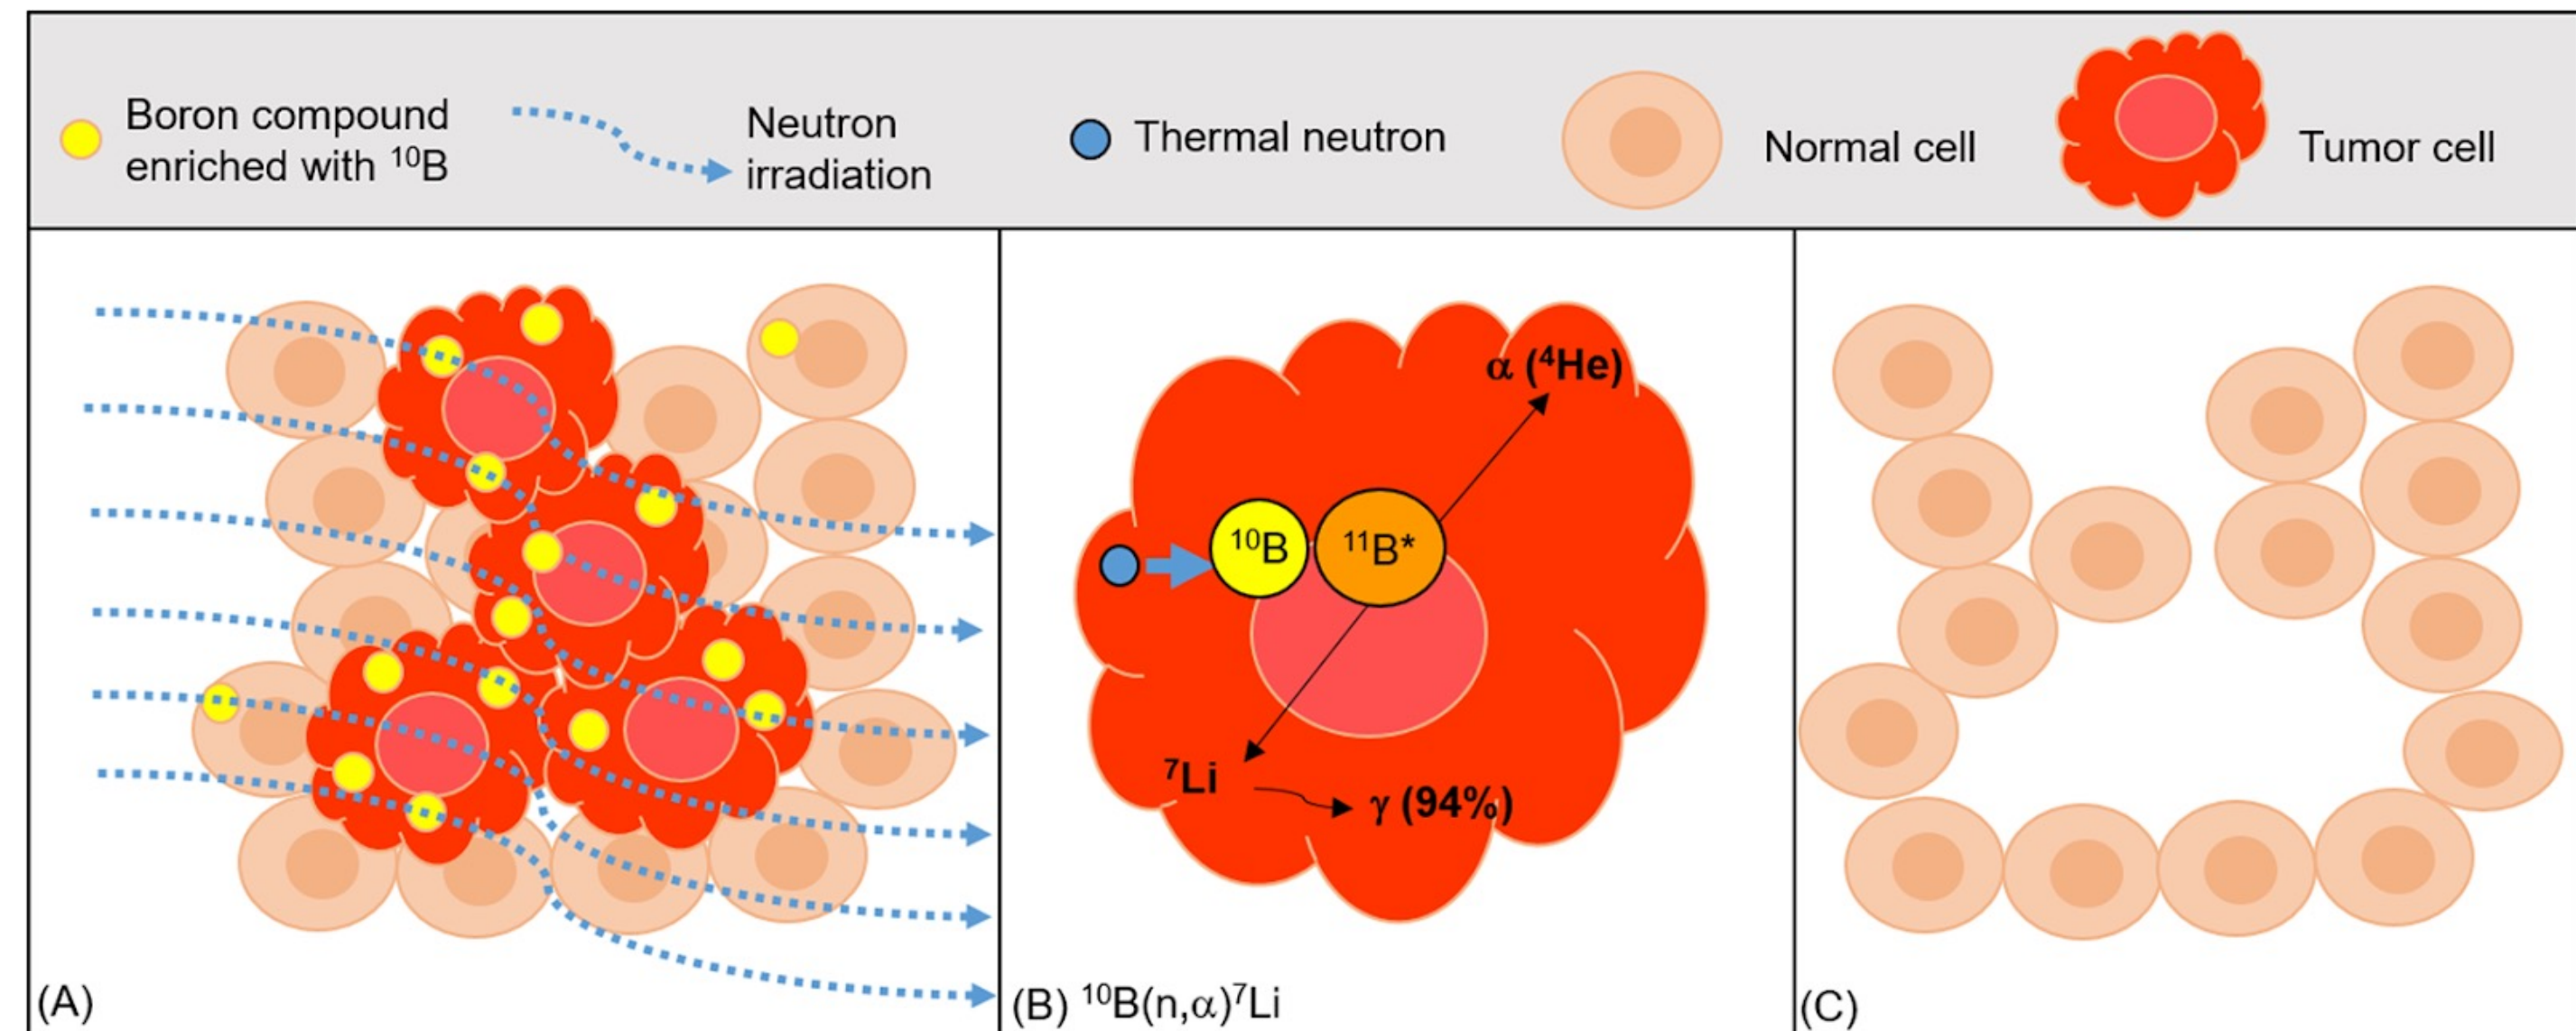 Boron compound
enriched with ¹⁰B
Neutron
irradiation
Thermal neutron
Normal cell
Tumor cell
α (⁴He)
¹⁰B
¹¹B*
⁷Li
γ (94%)
(A)
(B) ¹⁰B(n,α)⁷Li
(C)